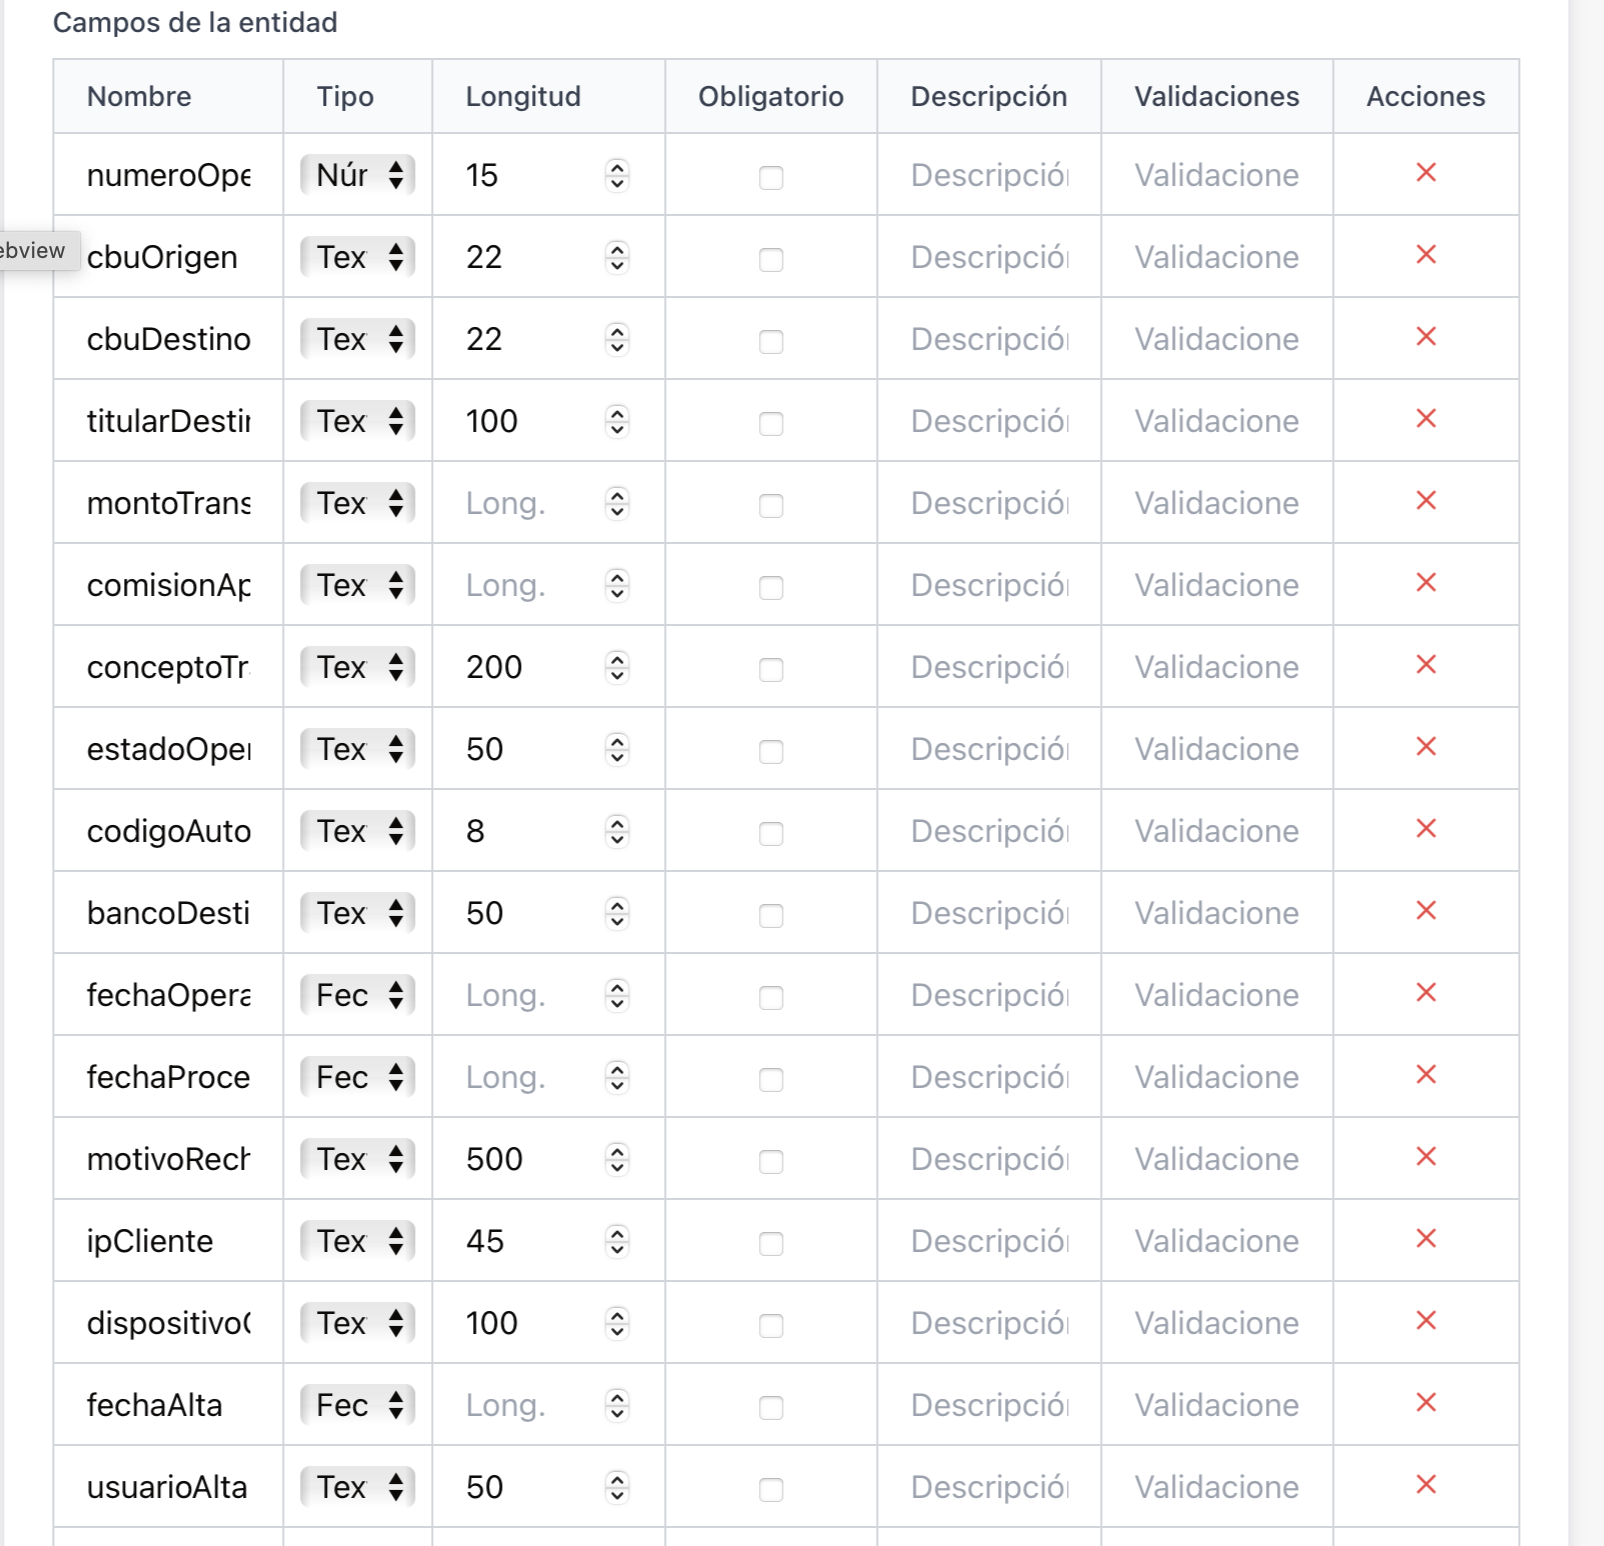 Campos de la entidad
Nombre Tipo Longitud Obligatorio Descripción Validaciones Acciones
numeroOpe Núr 15 Descripció Validacione
ebview
cbuOrigen Tex 22 Descripció Validacione
cbuDestino Tex 22 Descripció Validacione
titularDestir Tex 100 Descripció Validacione
montoTrans Tex Long. Descripció Validacione
comisionAp Tex Long. Descripció Validacione
conceptoTr Tex 200 Descripció Validacione
estadoOper Tex 50 Descripció Validacione
codigoAuto Tex 8 Descripció Validacione
bancoDesti Tex 50 Descripció Validacione
fechaOpera Fec Long. Descripció Validacione
fechaProce Fec Long. Descripció Validacione
motivoRech Tex 500 Descripció Validacione
ipCliente Tex 45 Descripció Validacione
dispositivoC Tex 100 Descripció Validacione
fechaAlta Fec Long. Descripció Validacione
usuarioAlta Tex 50 Descripció Validacione